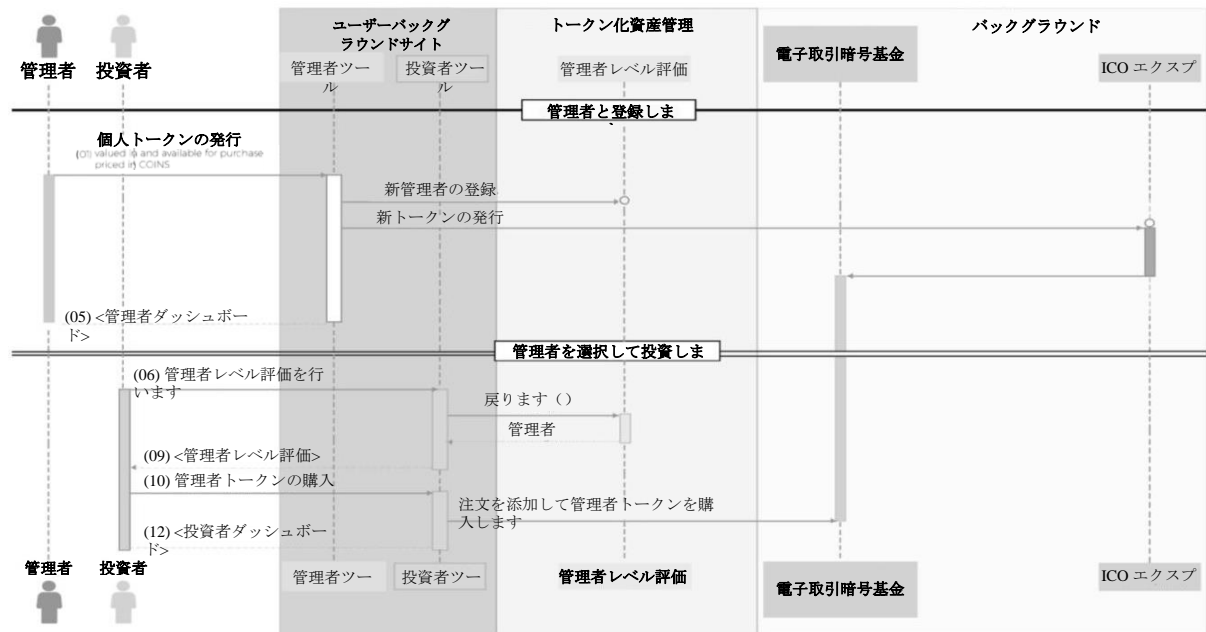 ユーザーバックグ
ラウンドサイト
トークン化資産管理
バックグラウンド
管理者
投資者
管理者ツー
ル
投資者ツール
管理者レベル評価
電子取引暗号基金
ICO エクスプ
管理者と登録しま
個人トークンの発行
(01) valued in and available for purchase
priced in COINS
新管理者の登録
新トークンの発行
(05) <管理者ダッシュボー
ド>
管理者を選択して投資しま
(06) 管理者レベル評価を行
います
戻ります（）
管理者
(09) <管理者レベル評価>
(10) 管理者トークンの購入
注文を添加して管理者トークンを購
入します
(12) <投資者ダッシュボー
ド>
管理者
投資者
管理者ツー
投資者ツー
管理者レベル評価
電子取引暗号基金
ICO エクスプ